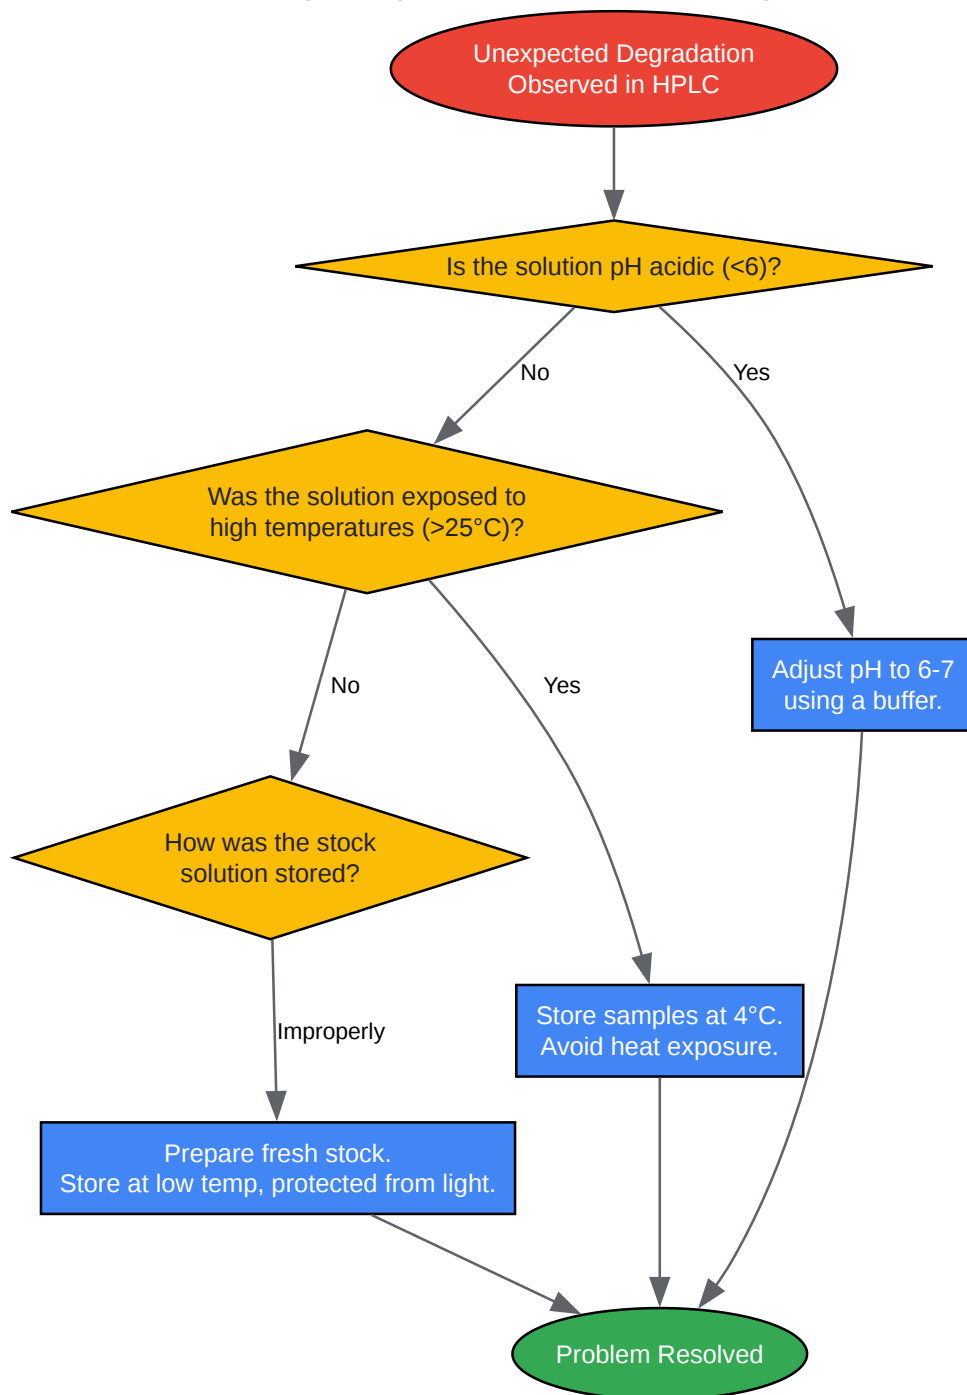 Unexpected Degradation
Observed in HPLC
Is the solution pH acidic (<6)?
No
Yes
Was the solution exposed to
high temperatures (>25°C)?
No
Yes
Adjust pH to 6-7
using a buffer.
How was the stock
solution stored?
Improperly
Store samples at 4°C.
Avoid heat exposure.
Prepare fresh stock.
Store at low temp, protected from light.
Problem Resolved